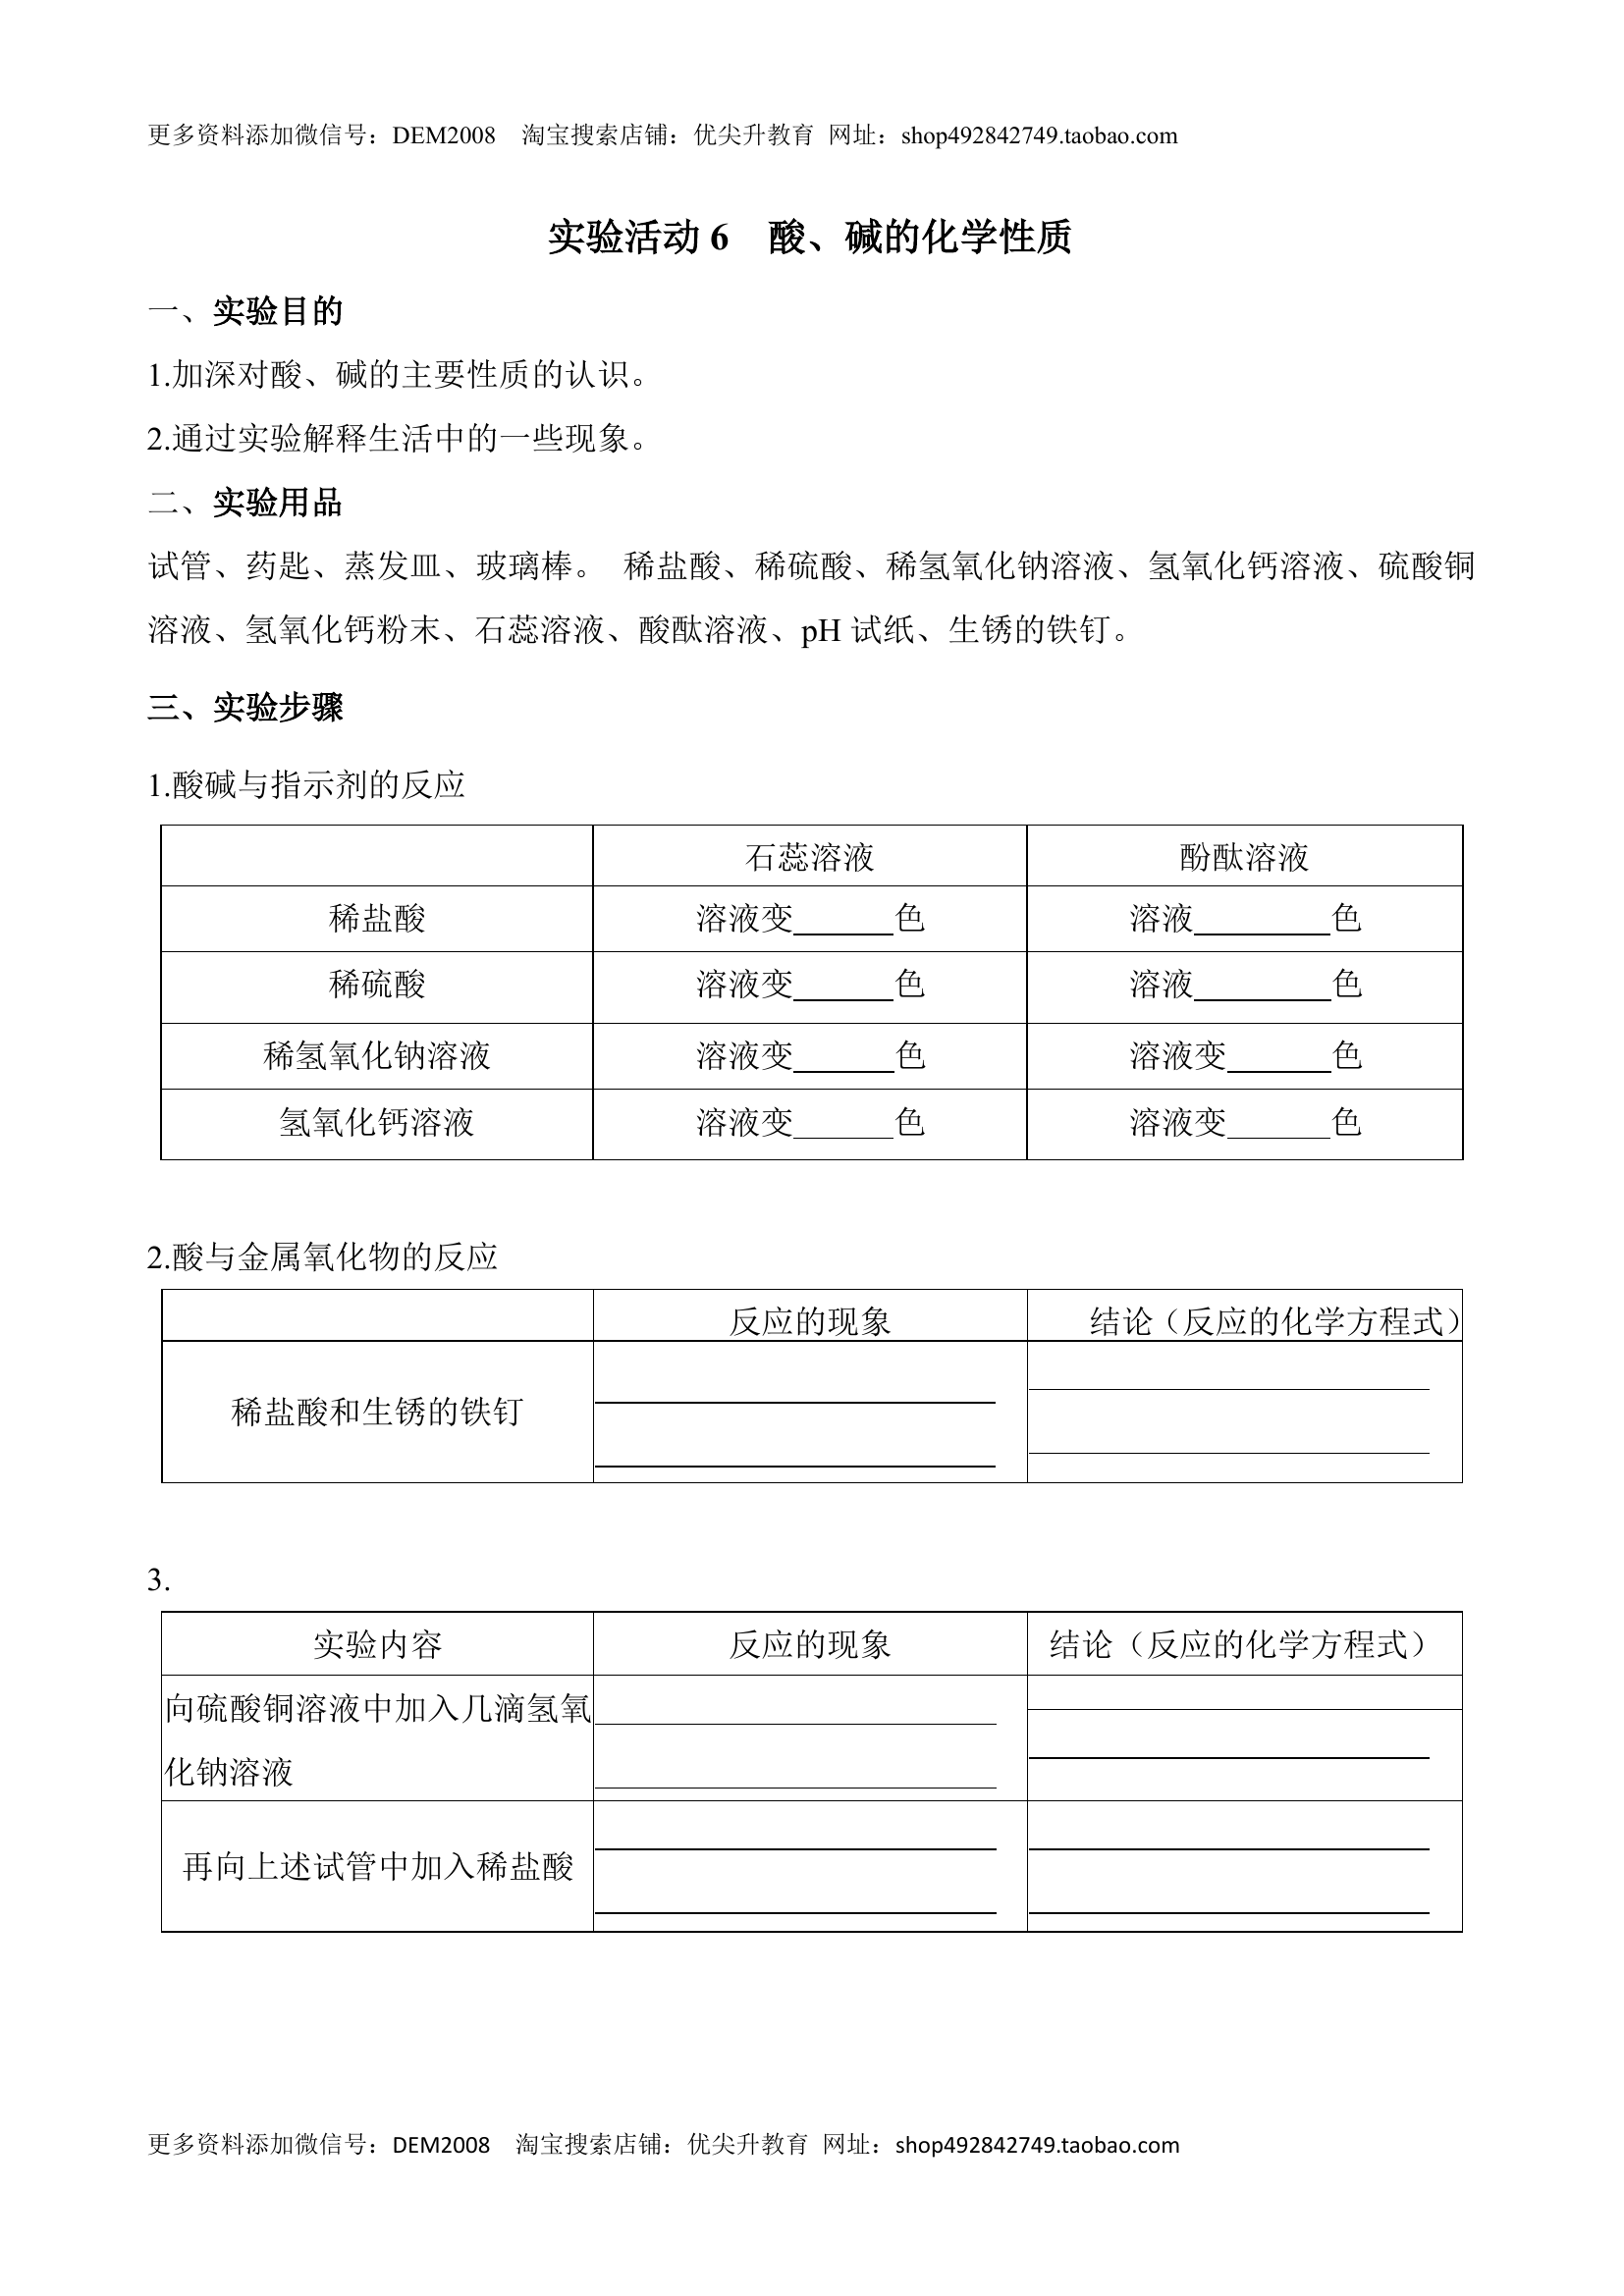 更多资料添加微信号：DEM2008 淘宝搜索店铺：优尖升教育 网址：shop492842749.taobao.com
实验活动 6 酸、碱的化学性质
一、实验目的
1.加深对酸、碱的主要性质的认识。
2.通过实验解释生活中的一些现象。
二、实验用品
试管、药匙、蒸发皿、玻璃棒。 稀盐酸、稀硫酸、稀氢氧化钠溶液、氢氧化钙溶液、硫酸铜
溶液、氢氧化钙粉末、石蕊溶液、酸酞溶液、pH 试纸、生锈的铁钉。
三、实验步骤
1.酸碱与指示剂的反应
石蕊溶液 酚酞溶液
稀盐酸 溶液变______色 溶液________色
稀硫酸 溶液变______色 溶液________色
稀氢氧化钠溶液 溶液变______色 溶液变______色
氢氧化钙溶液 溶液变______色 溶液变______色
2.酸与金属氧化物的反应
反应的现象 结论（反应的化学方程式）
稀盐酸和生锈的铁钉
3.
实验内容 反应的现象 结论（反应的化学方程式）
向硫酸铜溶液中加入几滴氢氧
化钠溶液
再向上述试管中加入稀盐酸
更多资料添加微信号：DEM2008 淘宝搜索店铺：优尖升教育 网址：shop492842749.taobao.com